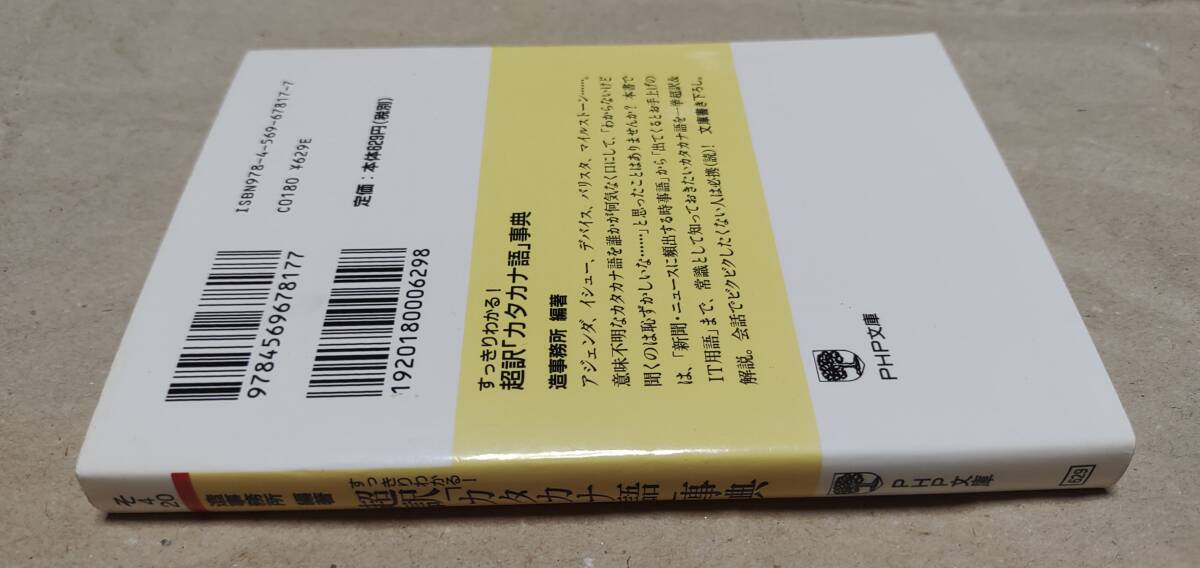 ISBN978-4-569-67817-7
C0180 ¥629E
定価：本体629円(税別)
9784569678177
1920180006298
すっきりわかる！
超訳「カタカナ語」事典
造事務所 編著
アジェンダ、イシュー、デバイス、バリスタ、マイルストーン……。
意味不明なカタカナ語を誰かが何気なく口にして、「わからないけど
聞くのは恥ずかしいな……」と思ったことはありませんか？ 本書で
は、「新聞・ニュースに頻出する時事語」から「出てくるとお手上げの
IT用語」まで、常識として知っておきたいカタカナ語を一挙超訳&
解説。会話でビクビクしたくない人は必携(読)！ 文庫書き下ろし。
PHP文庫
そ 4 20
造事務所 編著
すっきりわかる！
超訳「カタカナ語」事典
PHP文庫
629